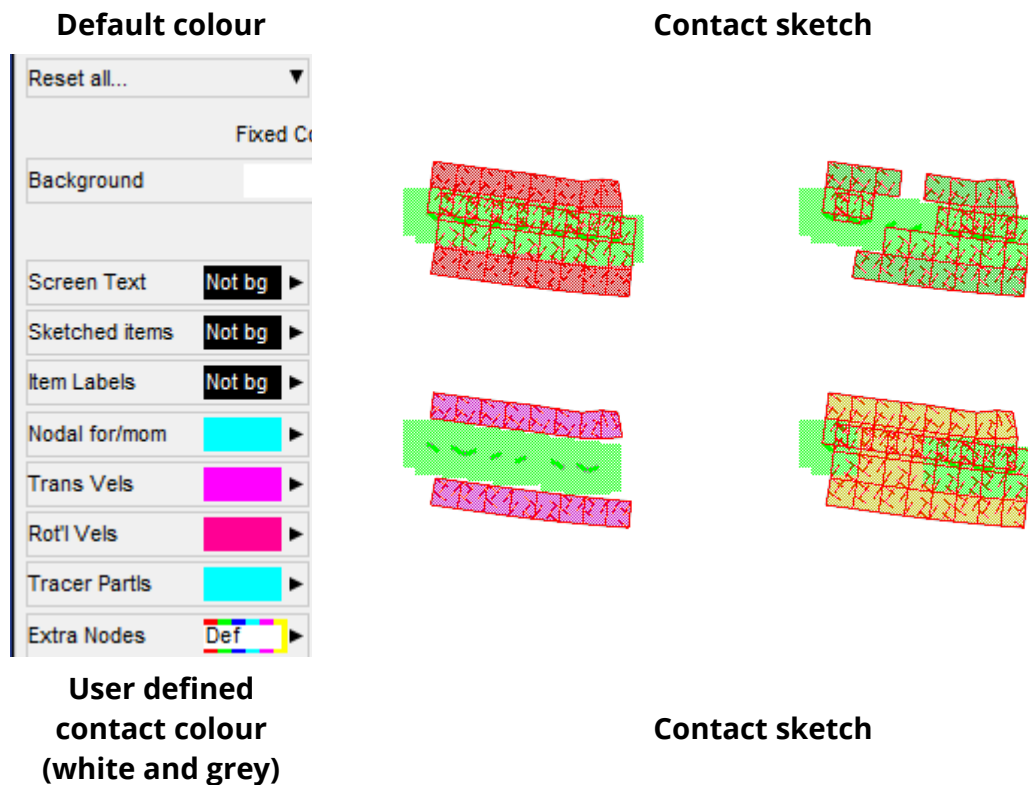 Default colour
Contact sketch
Reset all...
Fixed Co
Background
Screen Text Not bg
Sketched items Not bg
Item Labels Not bg
Nodal for/mom
Trans Vels
Rot'l Vels
Tracer Partls
Extra Nodes Def
User defined
contact colour
(white and grey)
Contact sketch